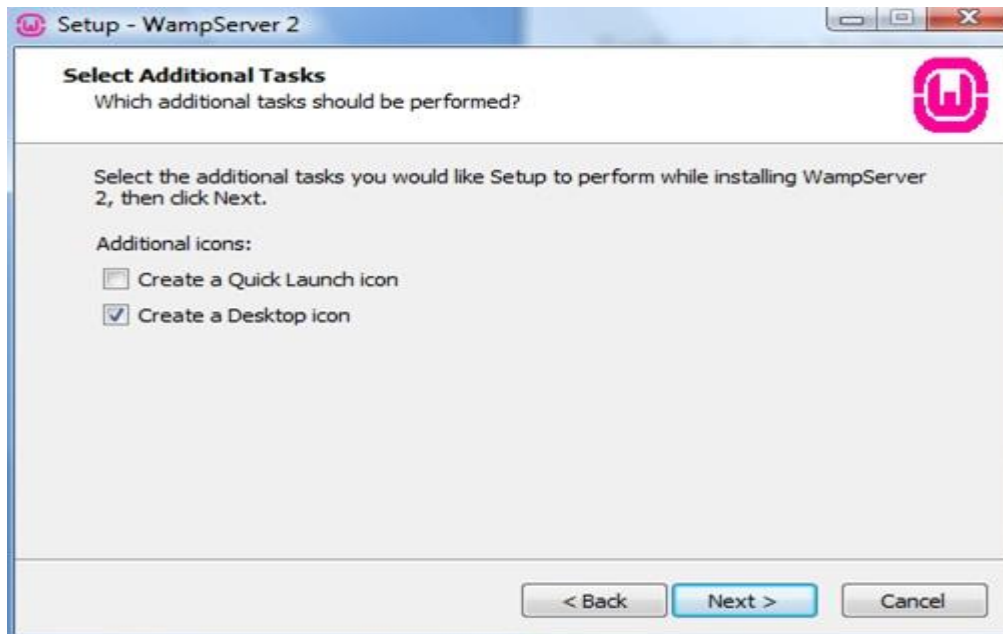 Setup - WampServer 2
Select Additional Tasks
Which additional tasks should be performed?
Select the additional tasks you would like Setup to perform while installing WampServer
2, then click Next.
Additional icons:
Create a Quick Launch icon
Create a Desktop icon
< Back Next > Cancel